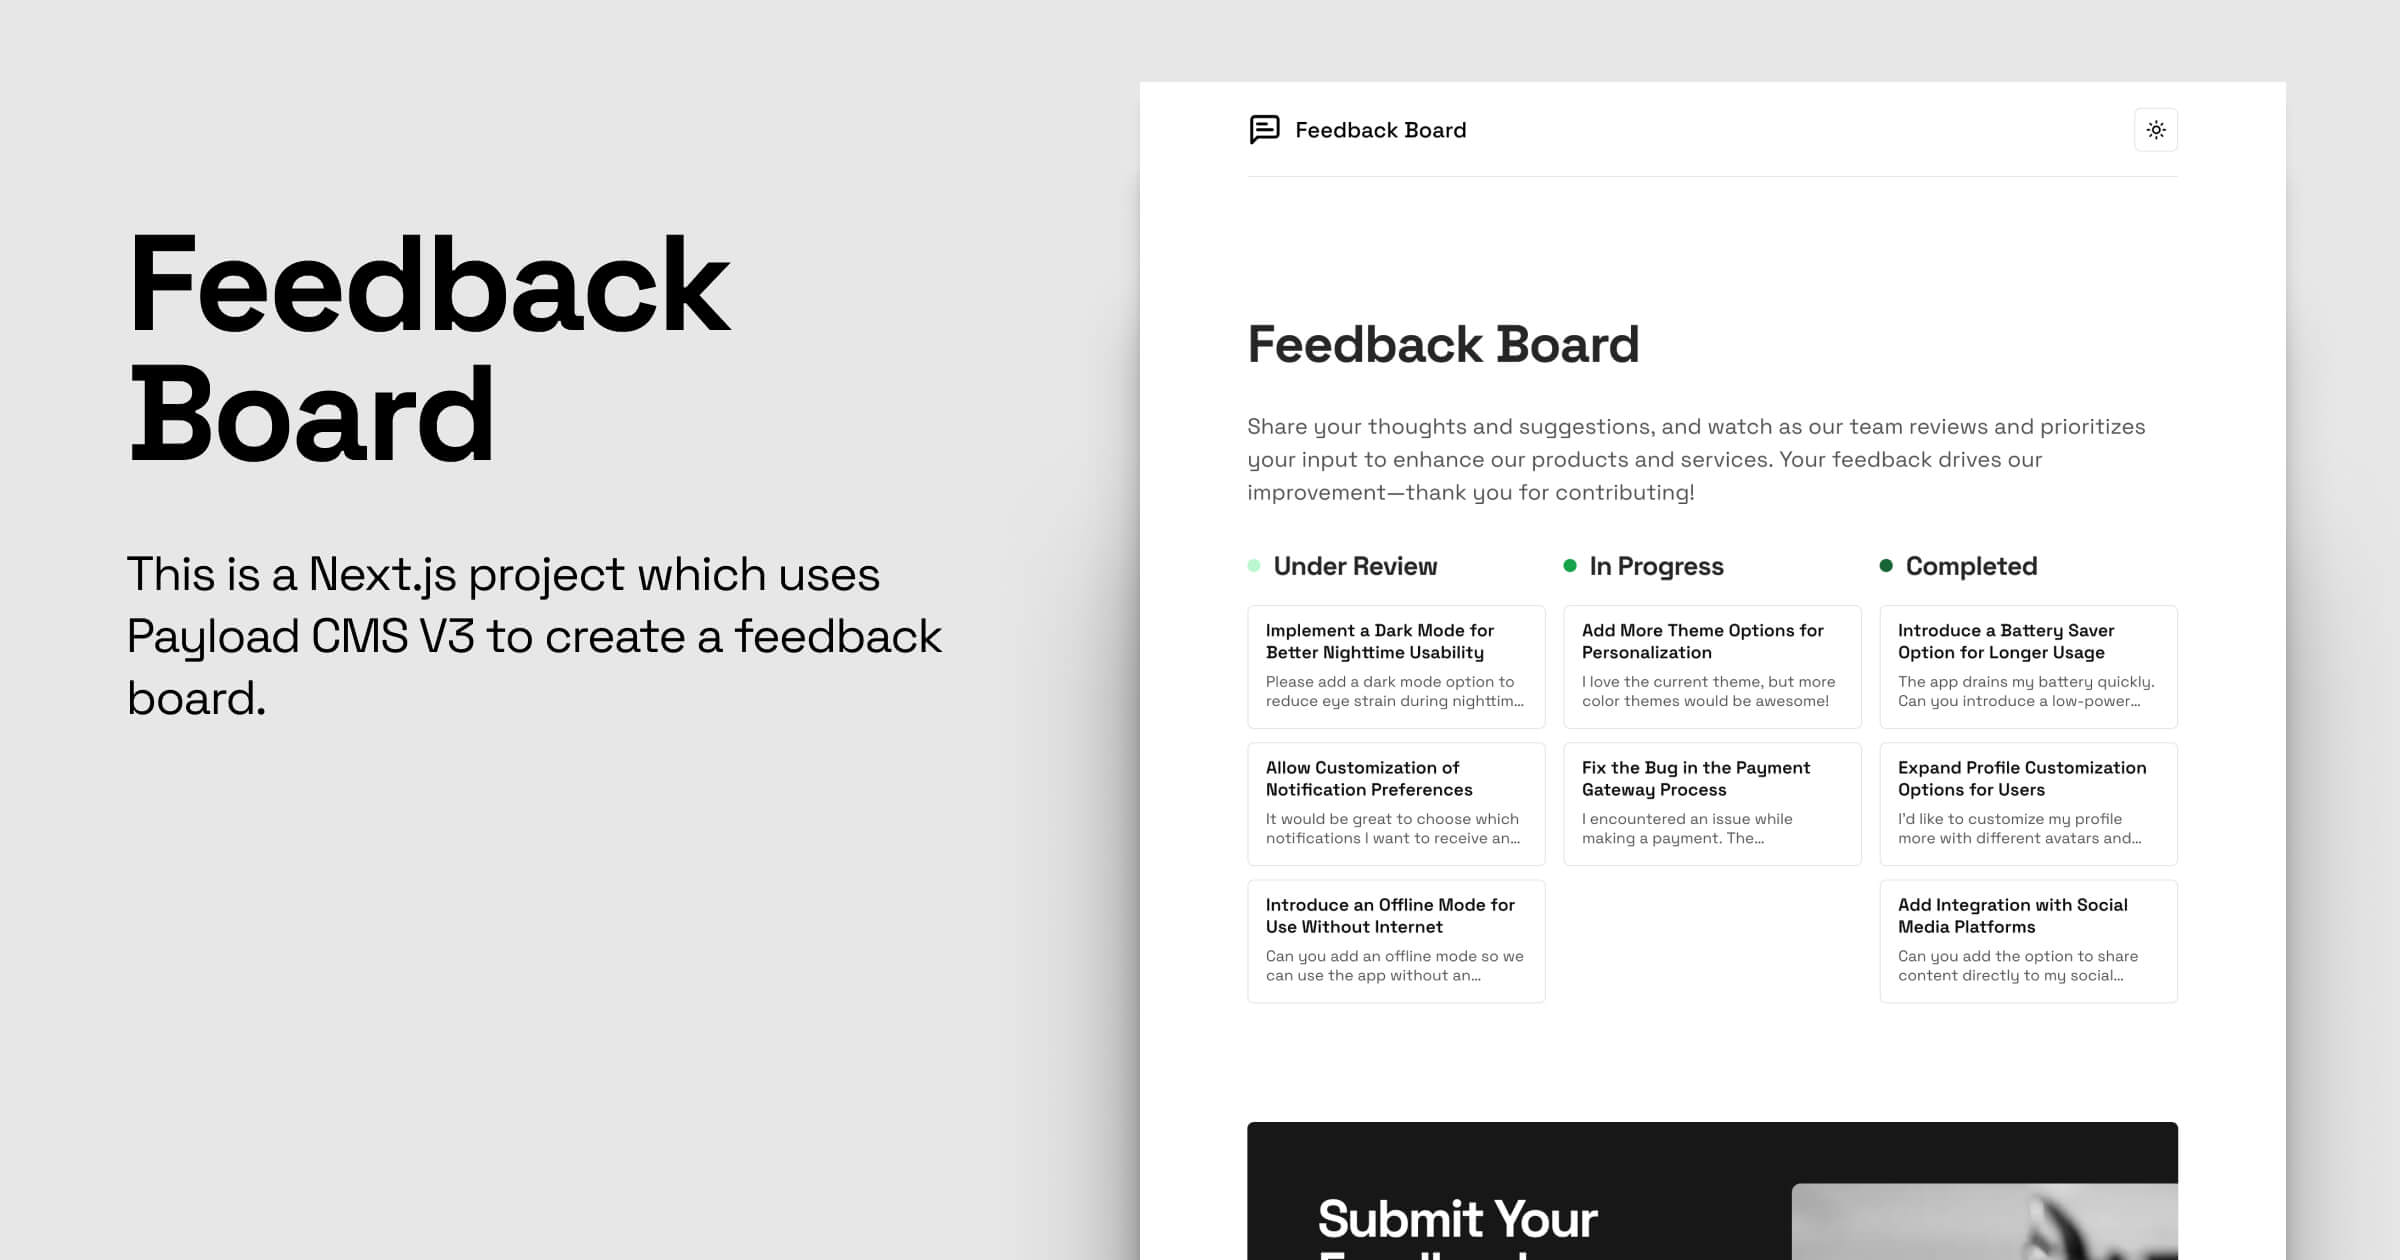 Feedback
Board
This is a Next.js project which uses
Payload CMS V3 to create a feedback
board.
Feedback Board
Feedback Board
Share your thoughts and suggestions, and watch as our team reviews and prioritizes
your input to enhance our products and services. Your feedback drives our
improvement—thank you for contributing!
Under Review
Implement a Dark Mode for
Better Nighttime Usability
Please add a dark mode option to
reduce eye strain during nighttim...
Allow Customization of
Notification Preferences
It would be great to choose which
notifications I want to receive an...
Introduce an Offline Mode for
Use Without Internet
Can you add an offline mode so we
can use the app without an...
In Progress
Add More Theme Options for
Personalization
I love the current theme, but more
color themes would be awesome!
Fix the Bug in the Payment
Gateway Process
I encountered an issue while
making a payment. The...
Completed
Introduce a Battery Saver
Option for Longer Usage
The app drains my battery quickly.
Can you introduce a low-power...
Expand Profile Customization
Options for Users
I'd like to customize my profile
more with different avatars and...
Add Integration with Social
Media Platforms
Can you add the option to share
content directly to my social...
Submit Your